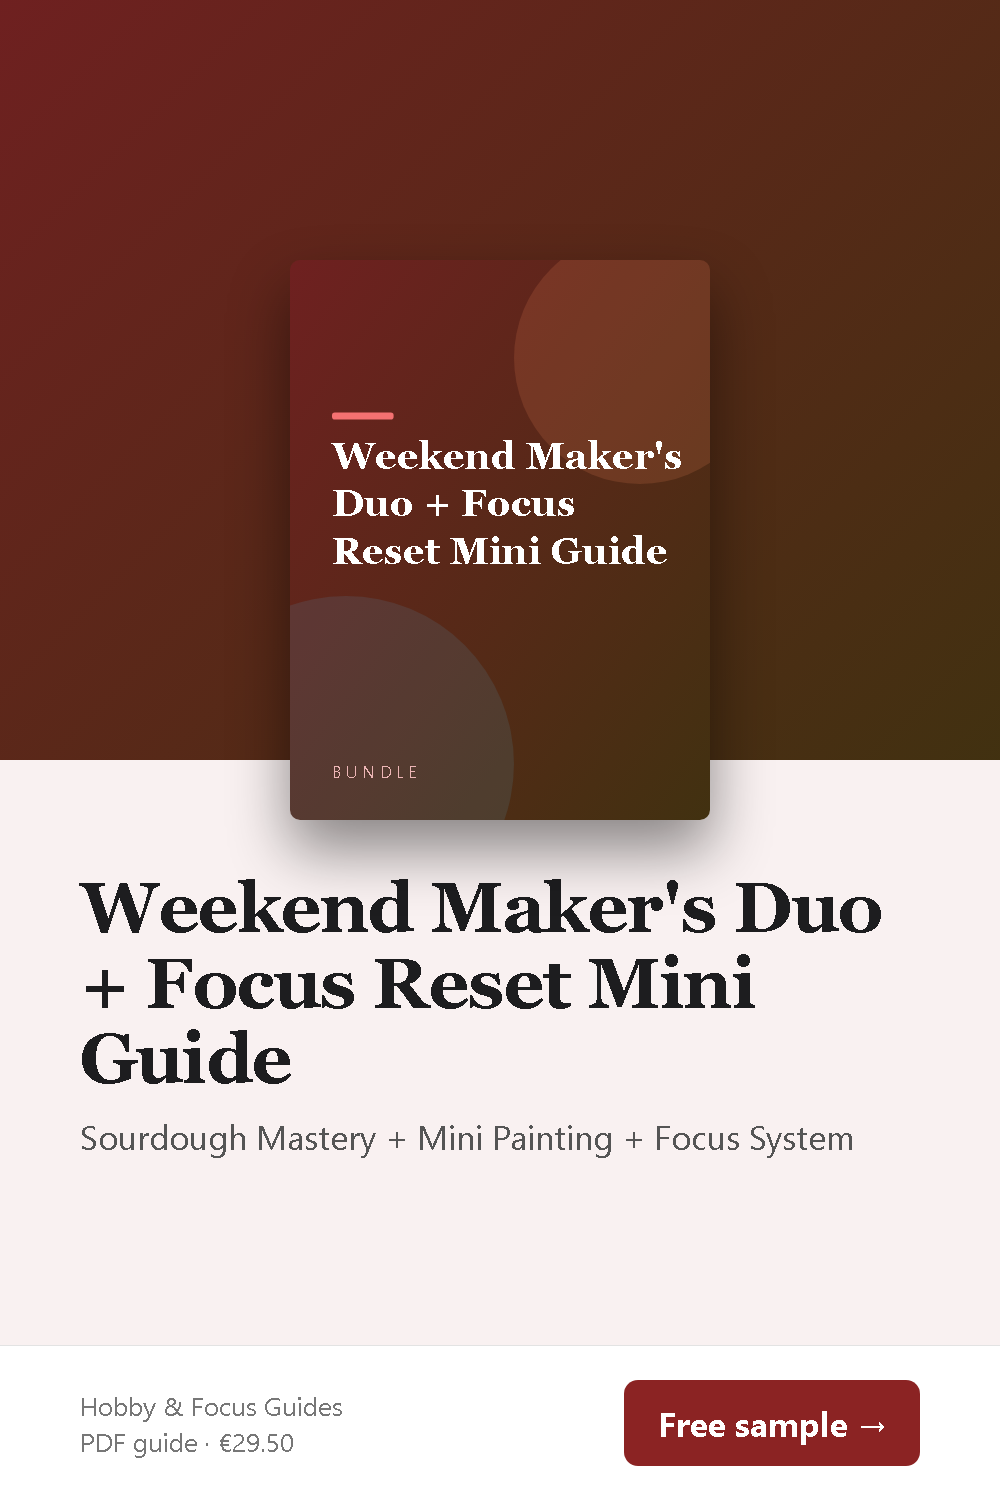 Weekend Maker's
Duo + Focus
Reset Mini Guide
BUNDLE
Weekend Maker's Duo
+ Focus Reset Mini
Guide
Sourdough Mastery + Mini Painting + Focus System
Hobby & Focus Guides
PDF guide · €29.50
Free sample →